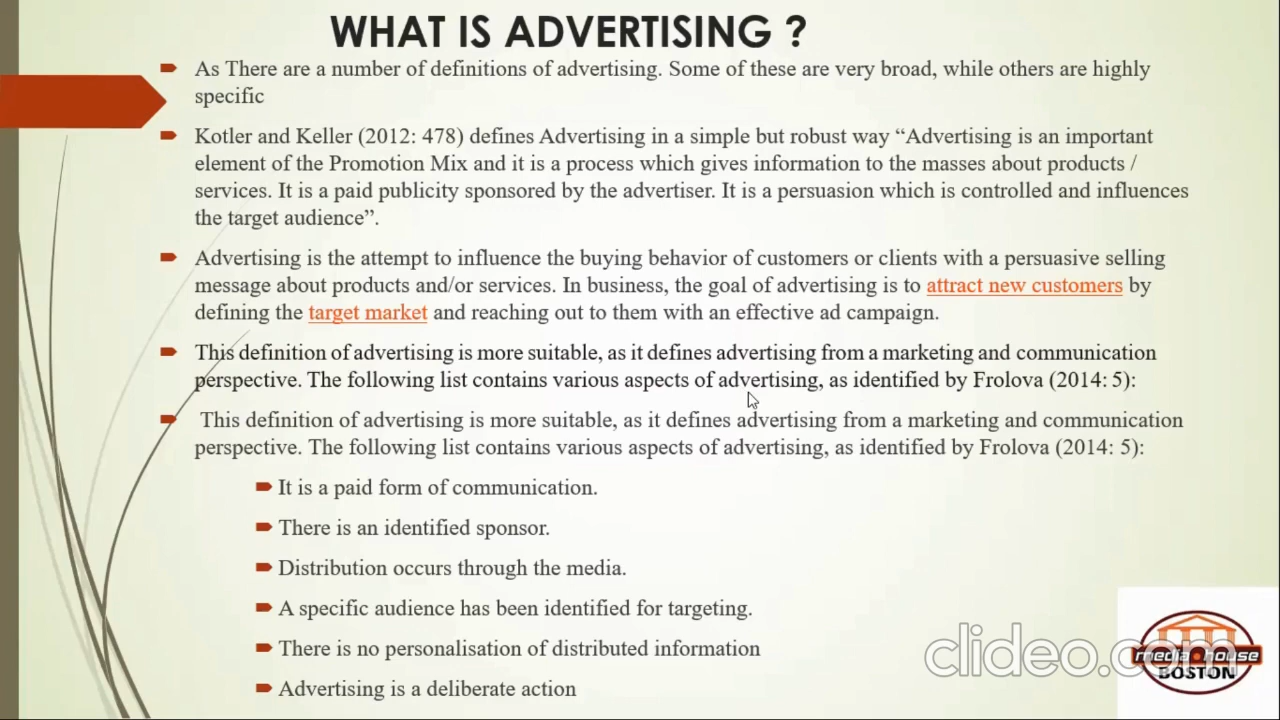 WHAT IS ADVERTISING ?
As There are a number of definitions of advertising. Some of these are very broad, while others are highly
specific
Kotler and Keller (2012: 478) defines Advertising in a simple but robust way “Advertising is an important
element of the Promotion Mix and it is a process which gives information to the masses about products /
services. It is a paid publicity sponsored by the advertiser. It is a persuasion which is controlled and influences
the target audience”.
Advertising is the attempt to influence the buying behavior of customers or clients with a persuasive selling
message about products and/or services. In business, the goal of advertising is to attract new customers by
defining the target market and reaching out to them with an effective ad campaign.
This definition of advertising is more suitable, as it defines advertising from a marketing and communication
perspective. The following list contains various aspects of advertising, as identified by Frolova (2014: 5):
This definition of advertising is more suitable, as it defines advertising from a marketing and communication
perspective. The following list contains various aspects of advertising, as identified by Frolova (2014: 5):
It is a paid form of communication.
There is an identified sponsor.
Distribution occurs through the media.
A specific audience has been identified for targeting.
There is no personalisation of distributed information
Advertising is a deliberate action
clideo.com
media house
BOSTON